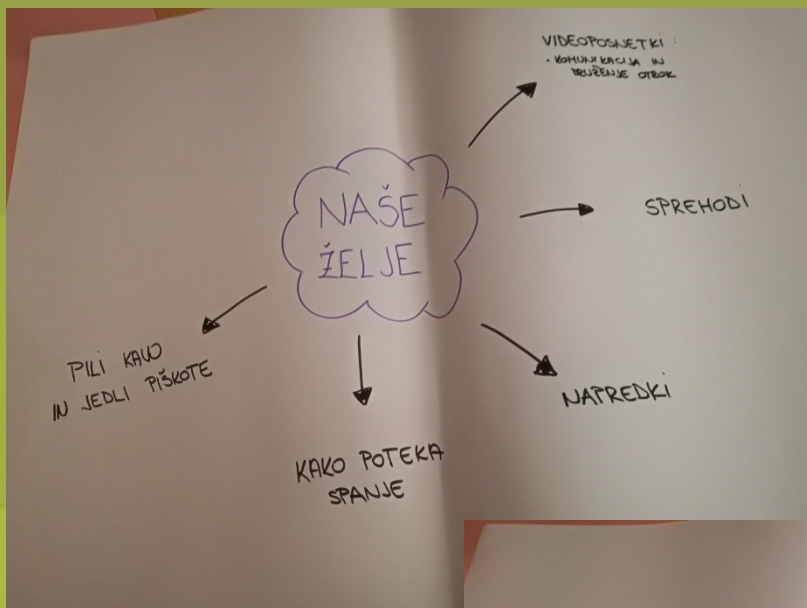 VIDEOPOSNETKI:
• KOMUNIKACIJA IN
DRUŽENJE OTROK
NAŠE
ŽELJE
SPREHODI
PILI KAVO
IN JEDLI PIŠKOTE
NAPREDKI
KAKO POTEKA
SPANJE